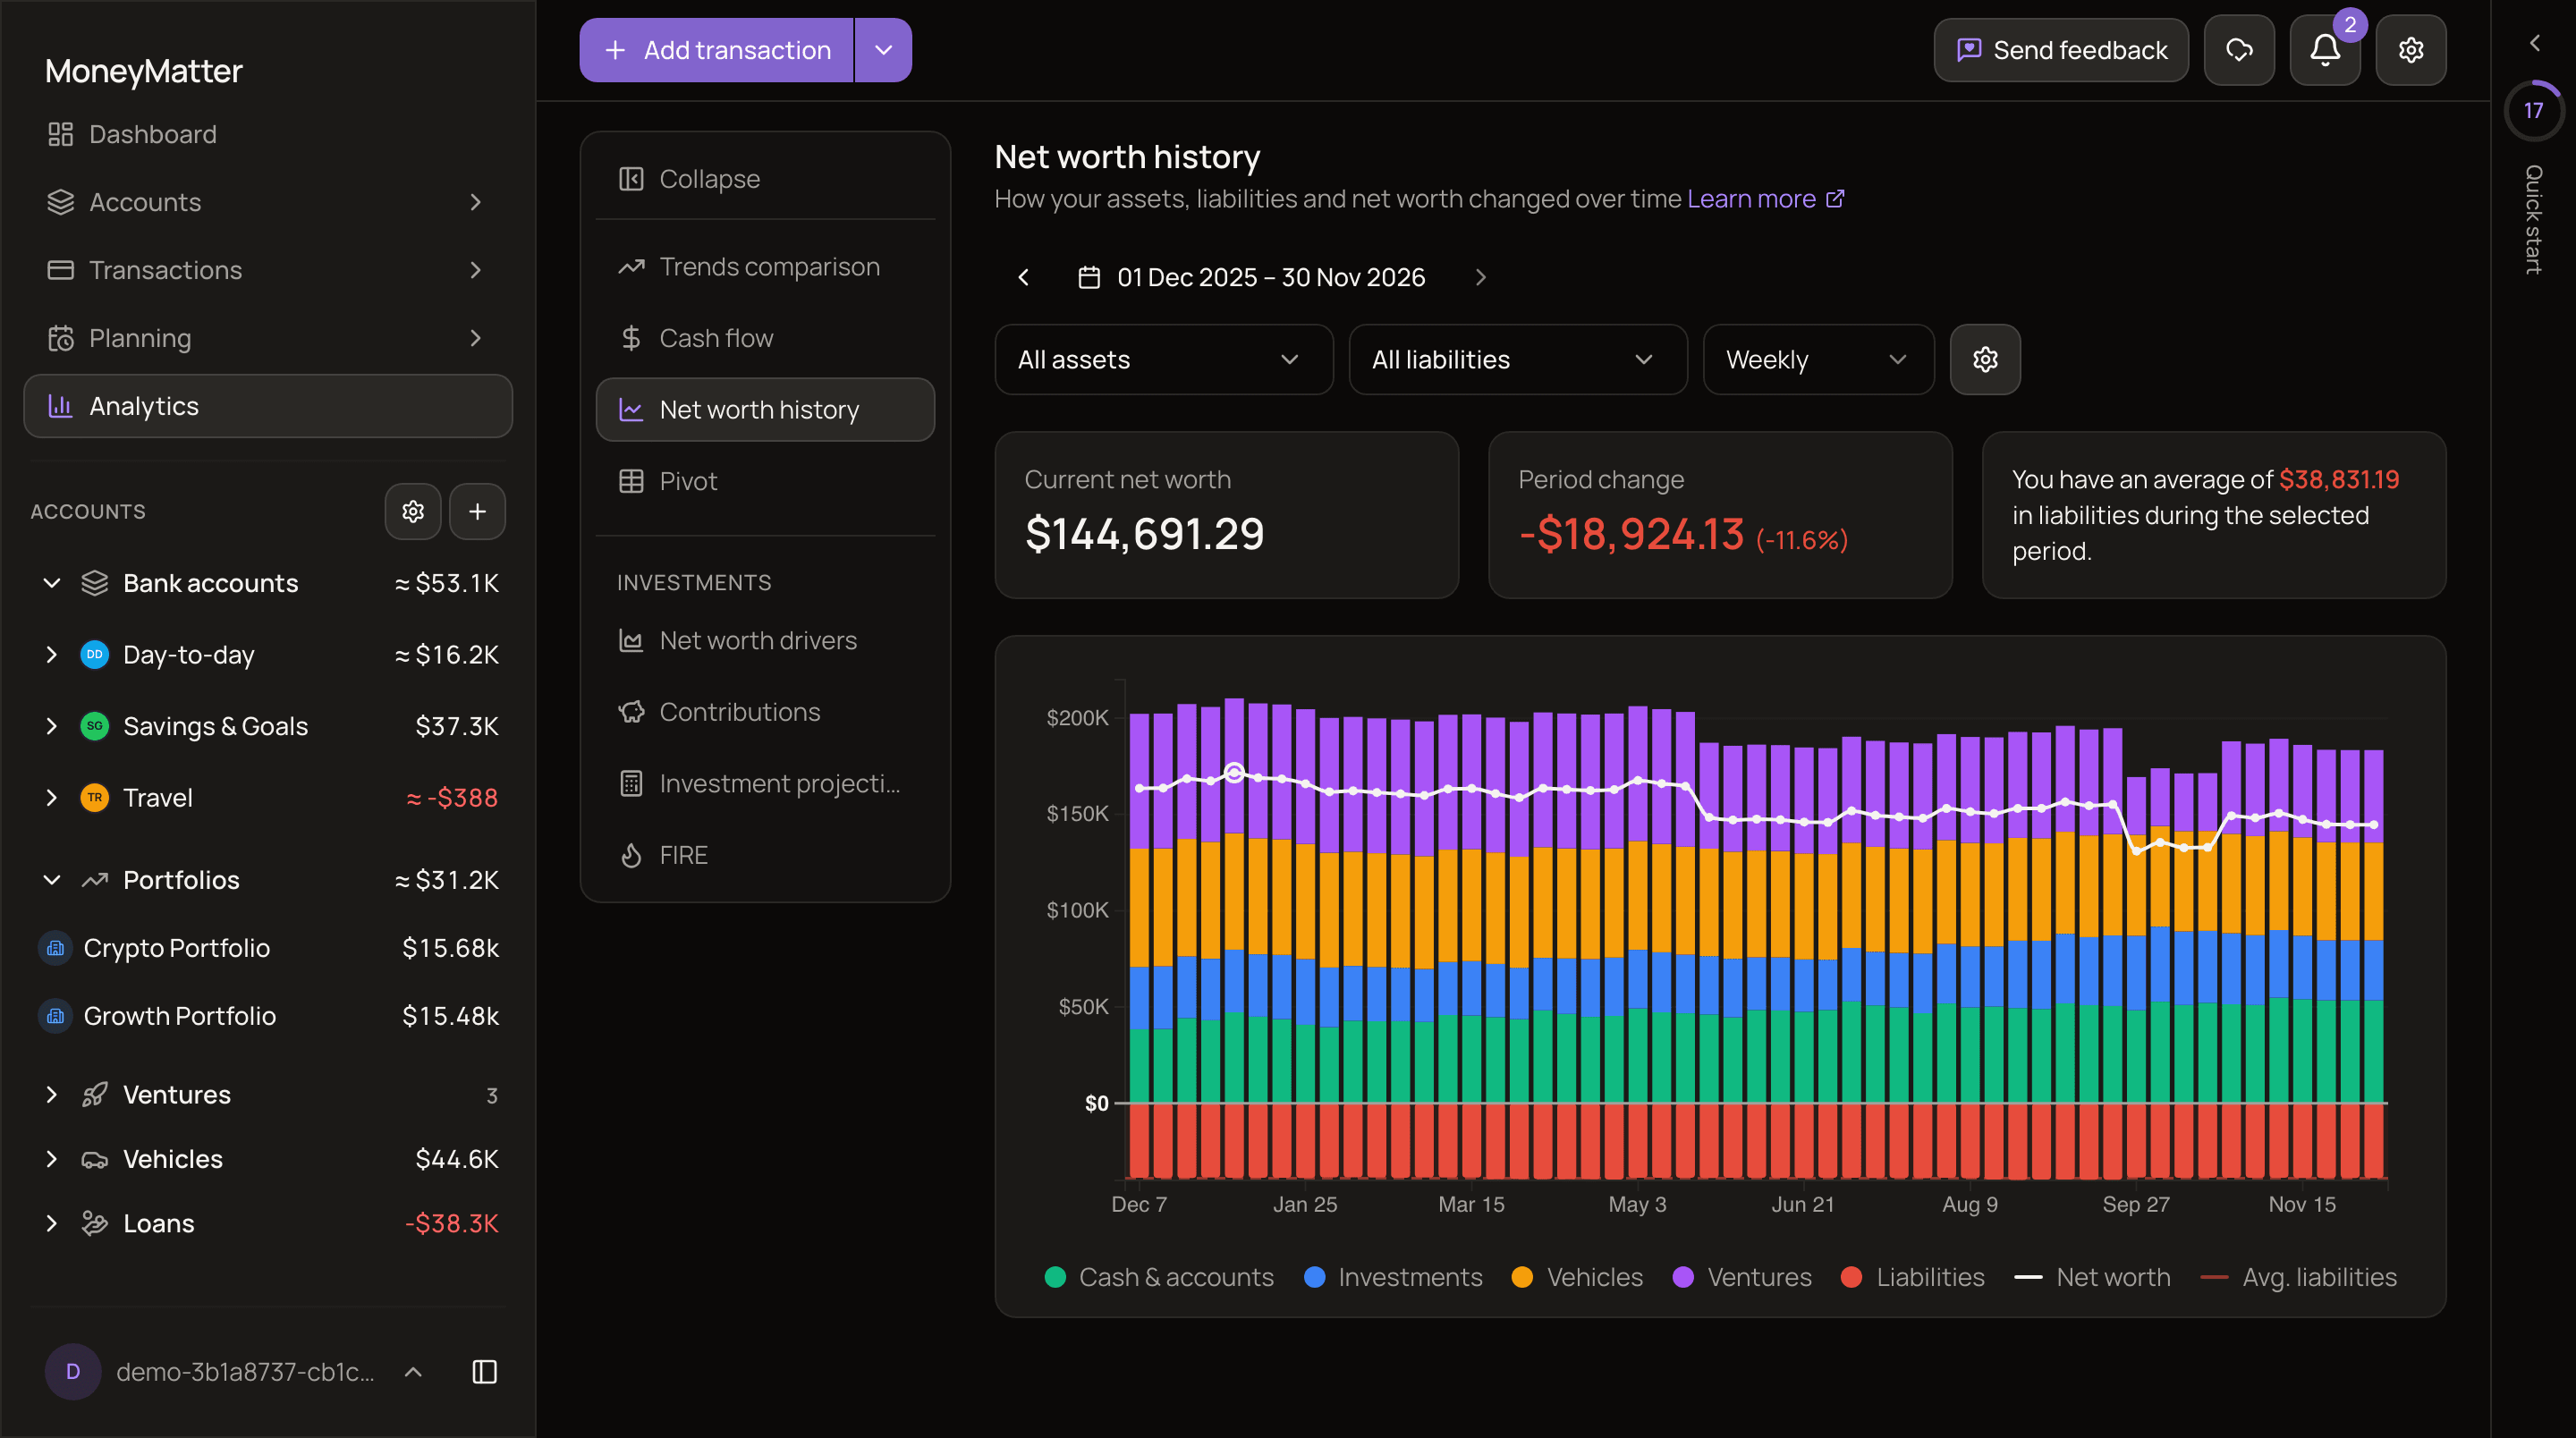 MoneyMatter
Dashboard
Accounts
Transactions
Planning
Analytics
ACCOUNTS
Bank accounts ≈ $53.1K
DD Day-to-day ≈ $16.2K
SG Savings & Goals $37.3K
TR Travel ≈ -$388
Portfolios ≈ $31.2K
Crypto Portfolio $15.68k
Growth Portfolio $15.48k
Ventures 3
Vehicles $44.6K
Loans -$38.3K
D demo-3b1a8737-cb1c...
Add transaction
Send feedback
2
Collapse
Trends comparison
Cash flow
Net worth history
Pivot
INVESTMENTS
Net worth drivers
Contributions
Investment projecti...
FIRE
Net worth history
How your assets, liabilities and net worth changed over time Learn more
01 Dec 2025 – 30 Nov 2026
All assets
All liabilities
Weekly
Current net worth
$144,691.29
Period change
-$18,924.13 (-11.6%)
You have an average of $38,831.19
in liabilities during the selected
period.
$200K
$150K
$100K
$50K
$0
Dec 7 Jan 25 Mar 15 May 3 Jun 21 Aug 9 Sep 27 Nov 15
Cash & accounts Investments Vehicles Ventures Liabilities Net worth Avg. liabilities
17
Quick start